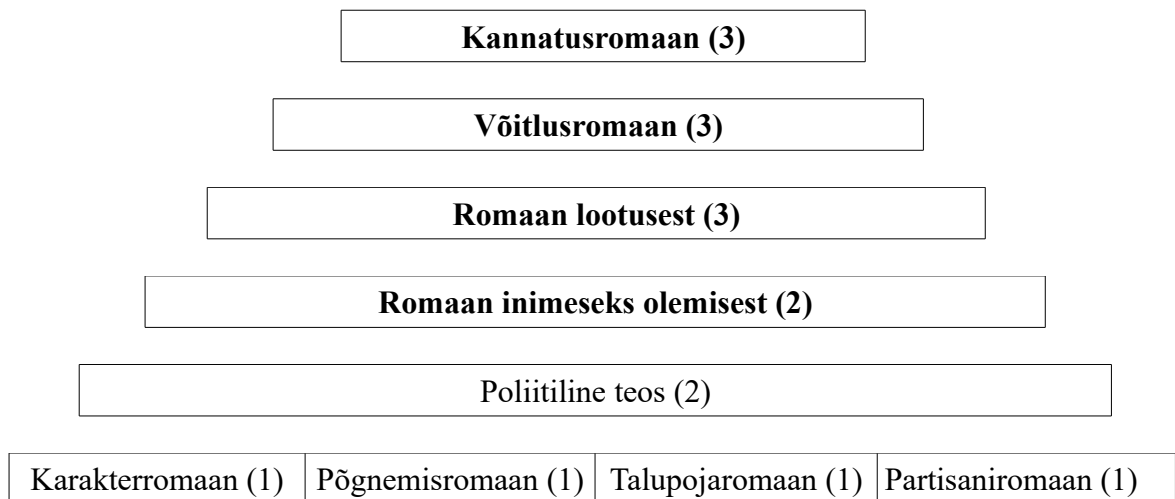 Kannatusromaan (3)
Võitlusromaan (3)
Romaan lootusest (3)
Romaan inimeseks olemisest (2)
Poliitiline teos (2)
Karakterromaan (1) Põgnemisromaan (1) Talupojaromaan (1) Partisaniromaan (1)